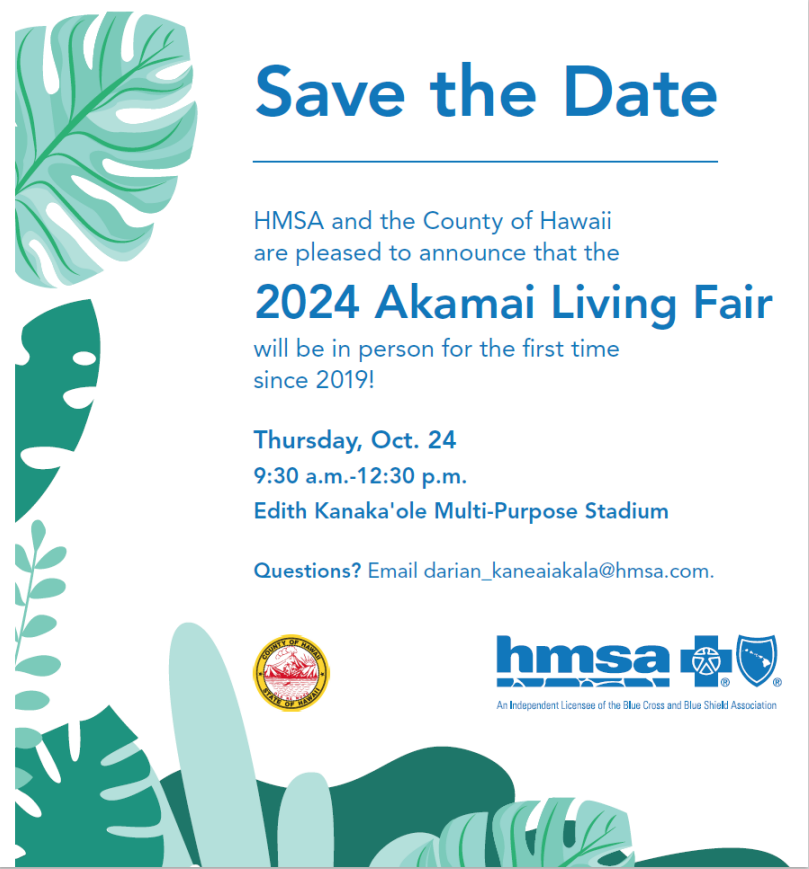 Save the Date
HMSA and the County of Hawaii
are pleased to announce that the
2024 Akamai Living Fair
will be in person for the first time
since 2019!
Thursday, Oct. 24
9:30 a.m.-12:30 p.m.
Edith Kanaka'ole Multi-Purpose Stadium
Questions? Email darian_kaneaiakala@hmsa.com.
COUNTY OF HAWAII
STATE OF HAWAII
hmsa ® ®
An Independent Licensee of the Blue Cross and Blue Shield Association